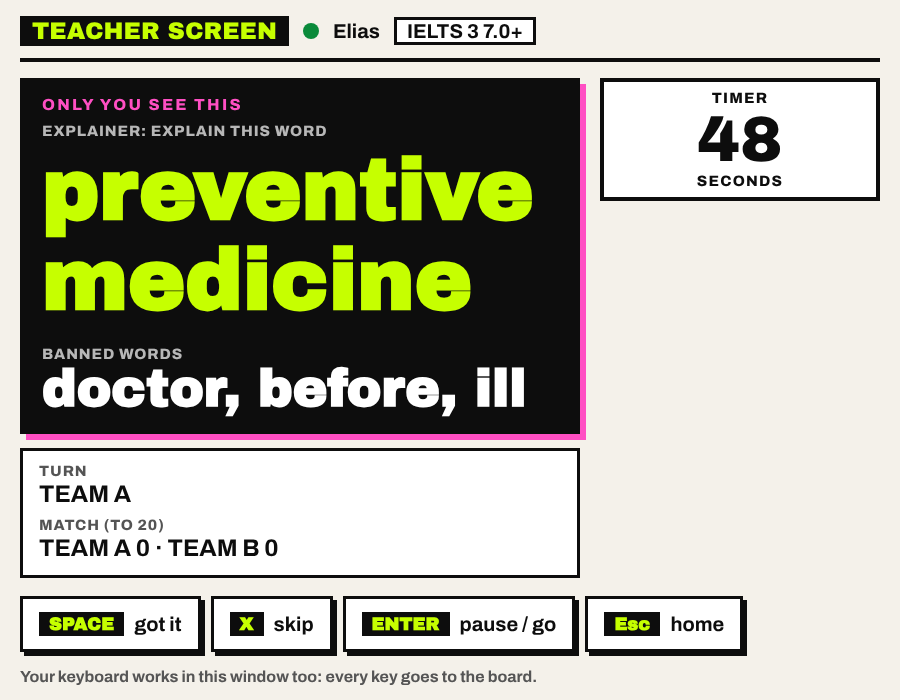 TEACHER SCREEN Elias IELTS 3 7.0+
ONLY YOU SEE THIS
EXPLAINER: EXPLAIN THIS WORD
preventive
medicine
BANNED WORDS
doctor, before, ill
TIMER
48
SECONDS
TURN
TEAM A
MATCH (TO 20)
TEAM A 0 · TEAM B 0
SPACE got it X skip ENTER pause / go Esc home
Your keyboard works in this window too: every key goes to the board.